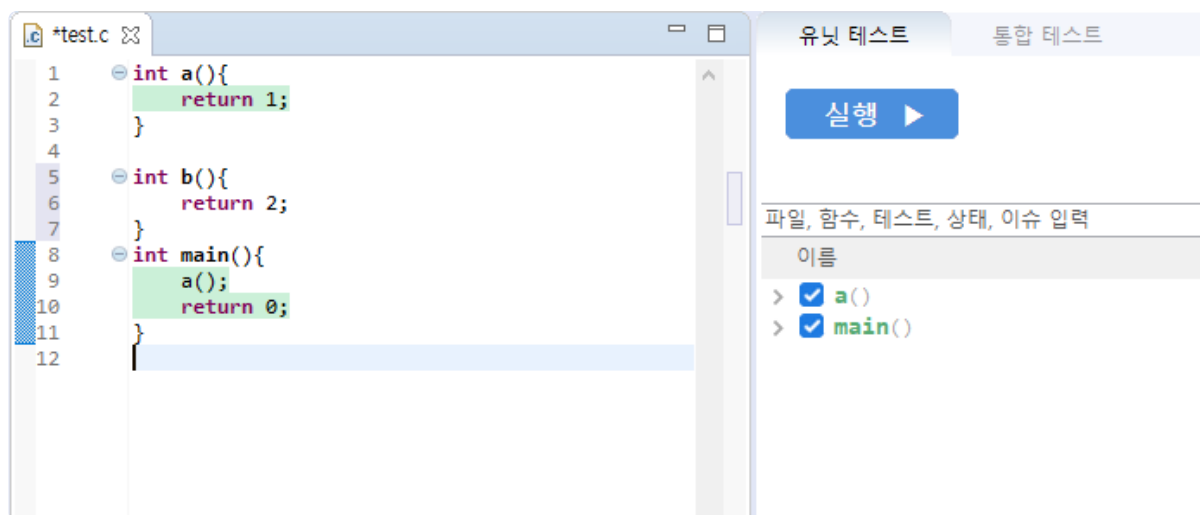 *test.c
1 int a(){
2 return 1;
3 }
4
5 int b(){
6 return 2;
7 }
8 int main(){
9 a();
10 return 0;
11 }
12
유닛 테스트 통합 테스트
실행
파일, 함수, 테스트, 상태, 이슈 입력
이름
a()
main()